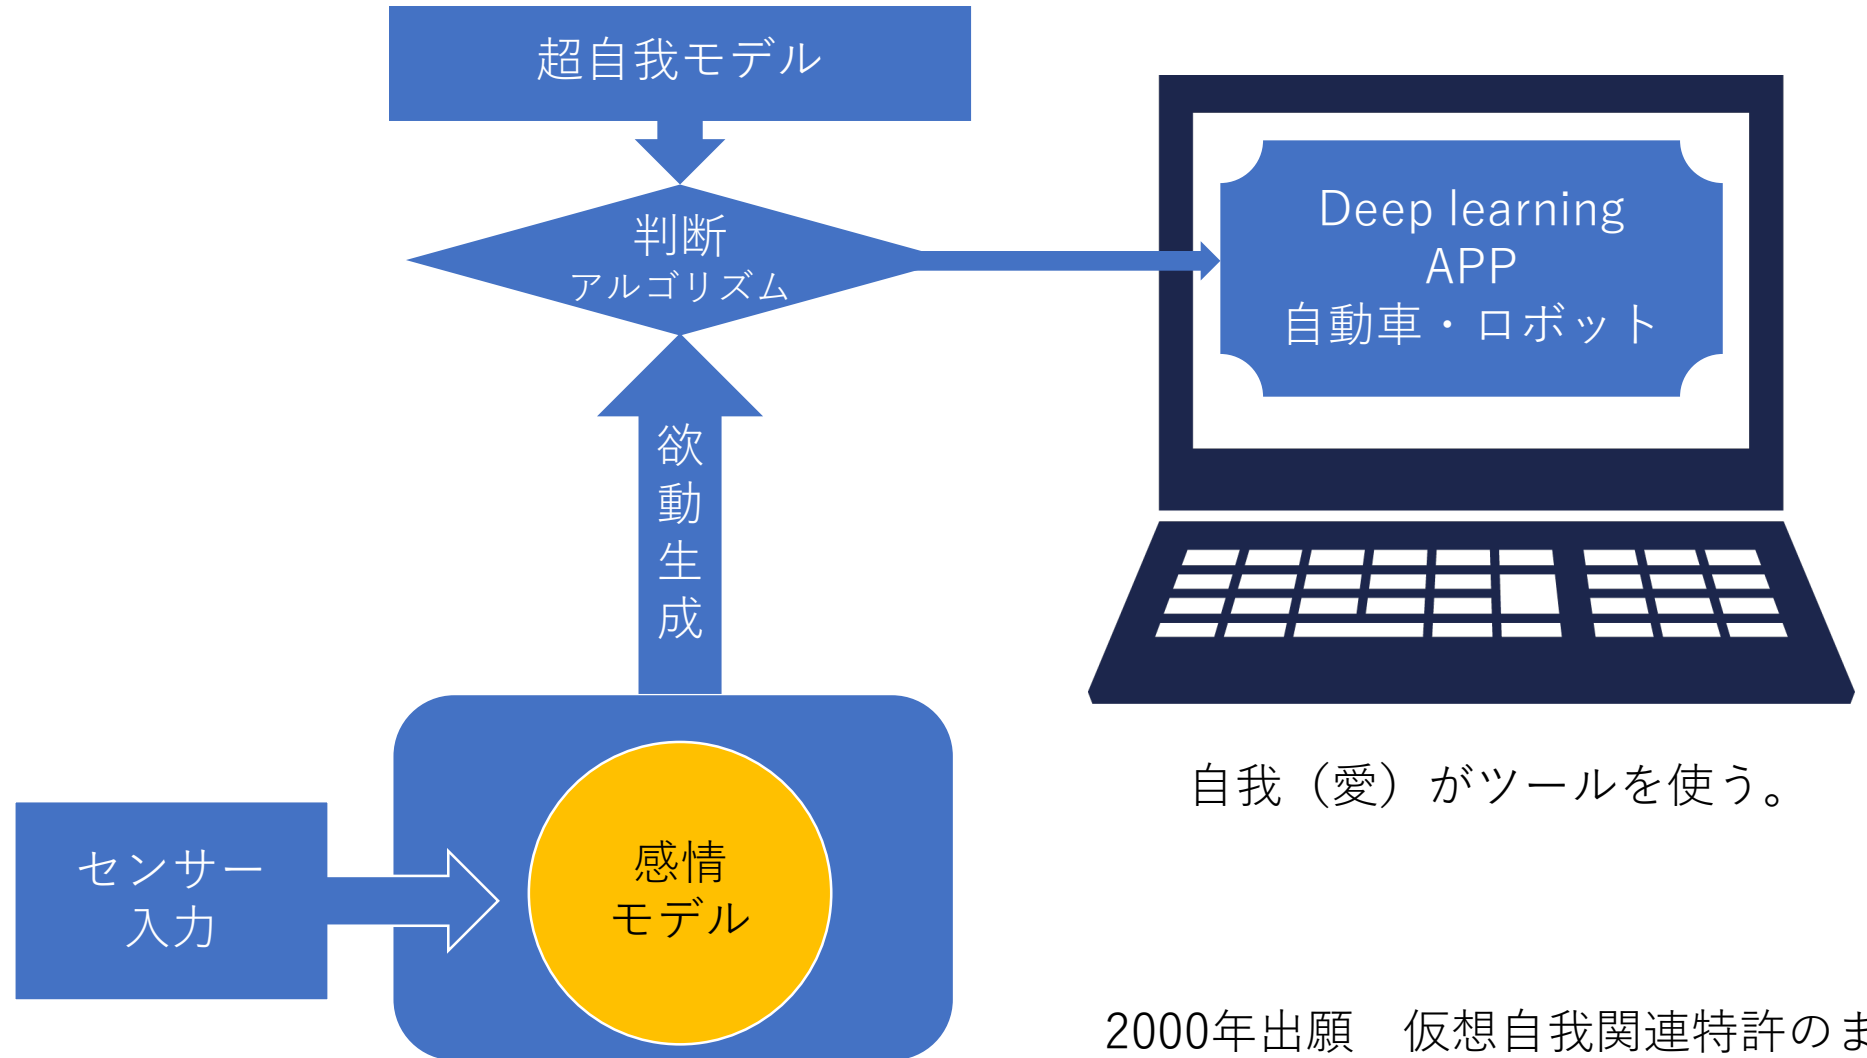 超自我モデル
判断
アルゴリズム
欲動生成
感情
モデル
センサー
入力
Deep learning
APP
自動車・ロボット
自我（愛）がツールを使う。
2000年出願　仮想自我関連特許のま